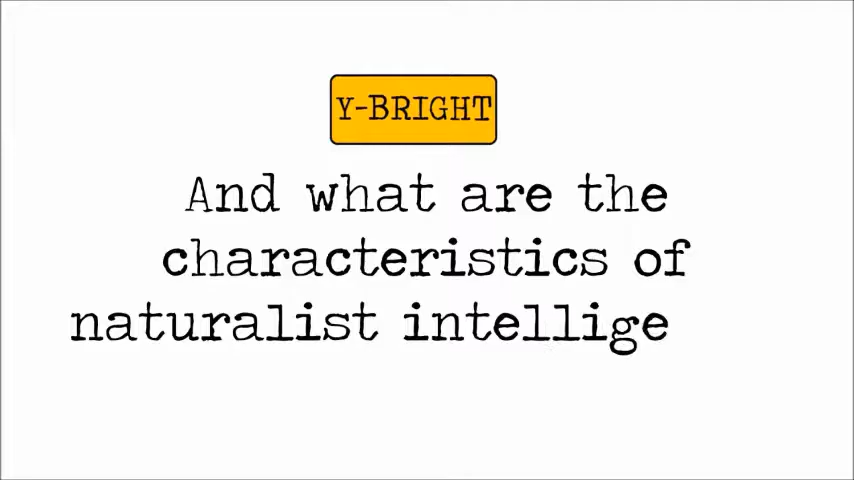 Y-BRIGHT
And what are the
characteristics of
naturalist intellige